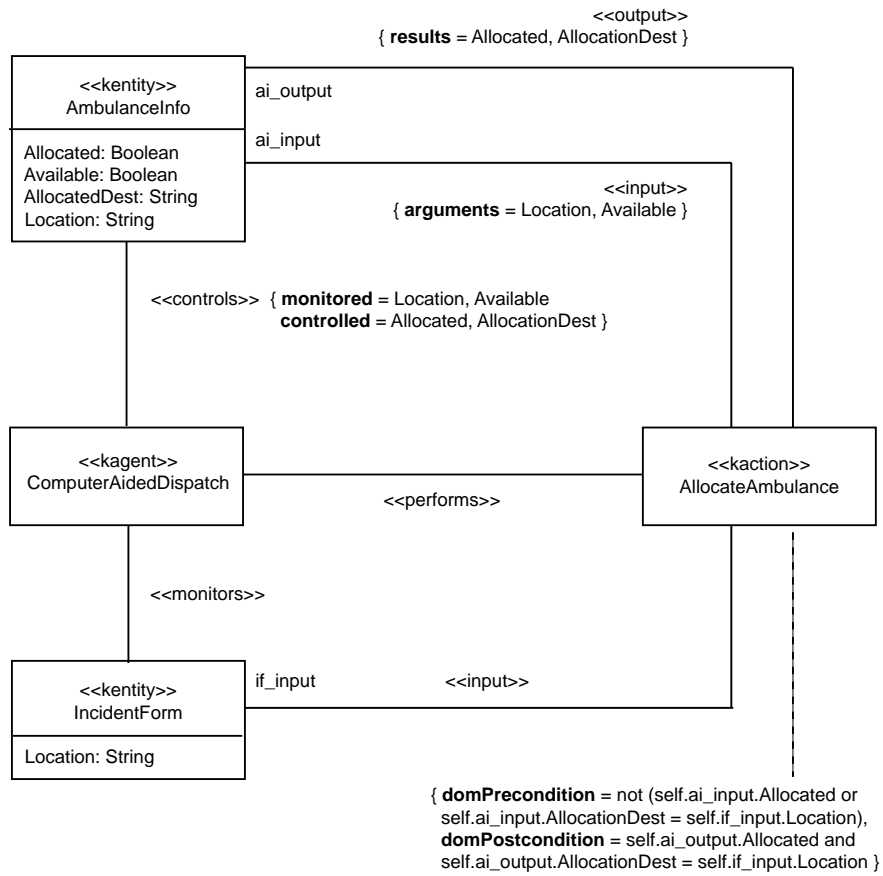 <<output>>
{ results = Allocated, AllocationDest }
<<kentity>>
AmbulanceInfo
ai_output
ai_input
Allocated: Boolean
Available: Boolean
AllocatedDest: String
Location: String
<<input>>
{ arguments = Location, Available }
<<controls>> { monitored = Location, Available
controlled = Allocated, AllocationDest }
<<kagent>>
ComputerAidedDispatch
<<performs>>
<<kaction>>
AllocateAmbulance
<<monitors>>
<<kentity>>
IncidentForm
if_input
<<input>>
Location: String
{ domPrecondition = not (self.ai_input.Allocated or
self.ai_input.AllocationDest = self.if_input.Location),
domPostcondition = self.ai_output.Allocated and
self.ai_output.AllocationDest = self.if_input.Location }